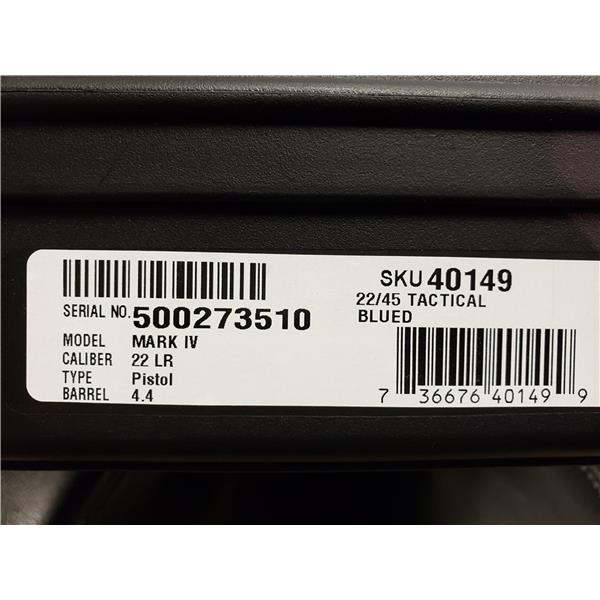 SERIAL NO. 500273510
MODEL MARK IV
CALIBER 22 LR
TYPE Pistol
BARREL 4.4
SKU 40149
22/45 TACTICAL
BLUED
7 36676 40149 9